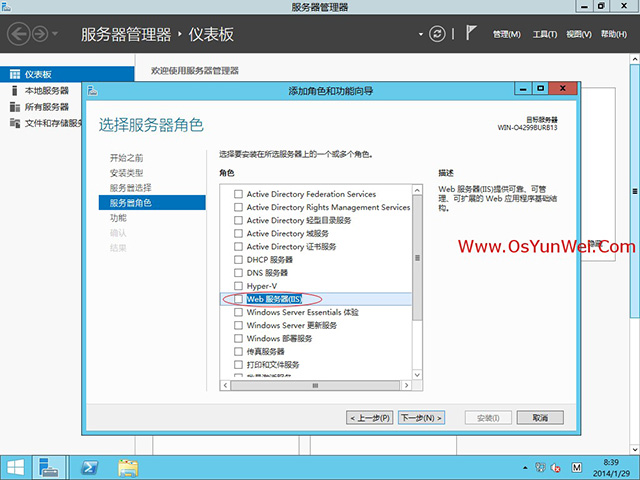 服务器管理器
服务器管理器 · 仪表板
管理(M) 工具(T) 视图(V) 帮助(H)
仪表板
本地服务器
所有服务器
文件和存储服务
欢迎使用服务器管理器
添加角色和功能向导
选择服务器角色
目标服务器
WIN-O4299BURB13
开始之前
安装类型
服务器选择
服务器角色
功能
确认
结果
选择要安装在所选服务器上的一个或多个角色。
角色
Active Directory Federation Services
Active Directory Rights Management Services
Active Directory 轻型目录服务
Active Directory 域服务
Active Directory 证书服务
DHCP 服务器
DNS 服务器
Hyper-V
Web 服务器(IIS)
Windows Server Essentials 体验
Windows Server 更新服务
Windows 部署服务
传真服务器
打印和文件服务
描述
Web 服务器(IIS)提供可靠、可管
理、可扩展的 Web 应用程序基础结
构。
隐藏
Www.OsYunWei.Com
< 上一步(P)
下一步(N) >
安装(I)
取消
M
8:39
2014/1/29